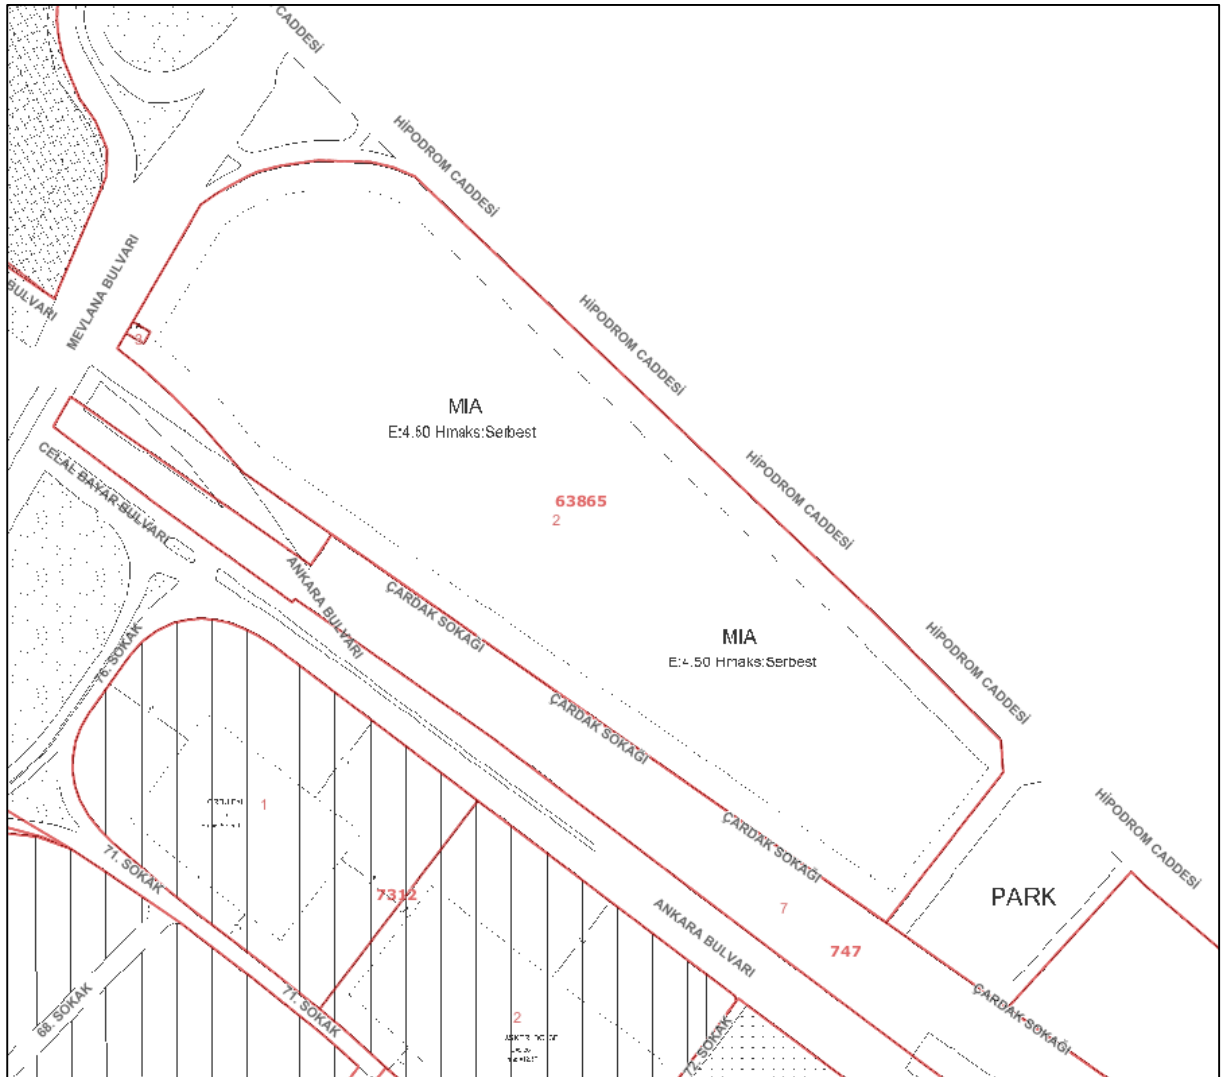 CADDESİ
HİPODROM CADDESİ
MEVLANA BULVARI
BULVARI
HİPODROM CADDESİ
3
MIA
E:4.50 Hmaks:Serbest
CELAL BAYAR BULVARI
63865
2
HİPODROM CADDESİ
ANKARA BULVARI
ÇARDAK SOKAĞI
MIA
E:4.50 Hmaks:Serbest
HİPODROM CADDESİ
76. SOKAK
ÇARDAK SOKAĞI
1
71. SOKAK
ÇARDAK SOKAĞI
HİPODROM CADDESİ
7312
7
PARK
ANKARA BULVARI
747
68. SOKAK
71. SOKAK
2
72. SOKAK
ÇARDAK SOKAĞI